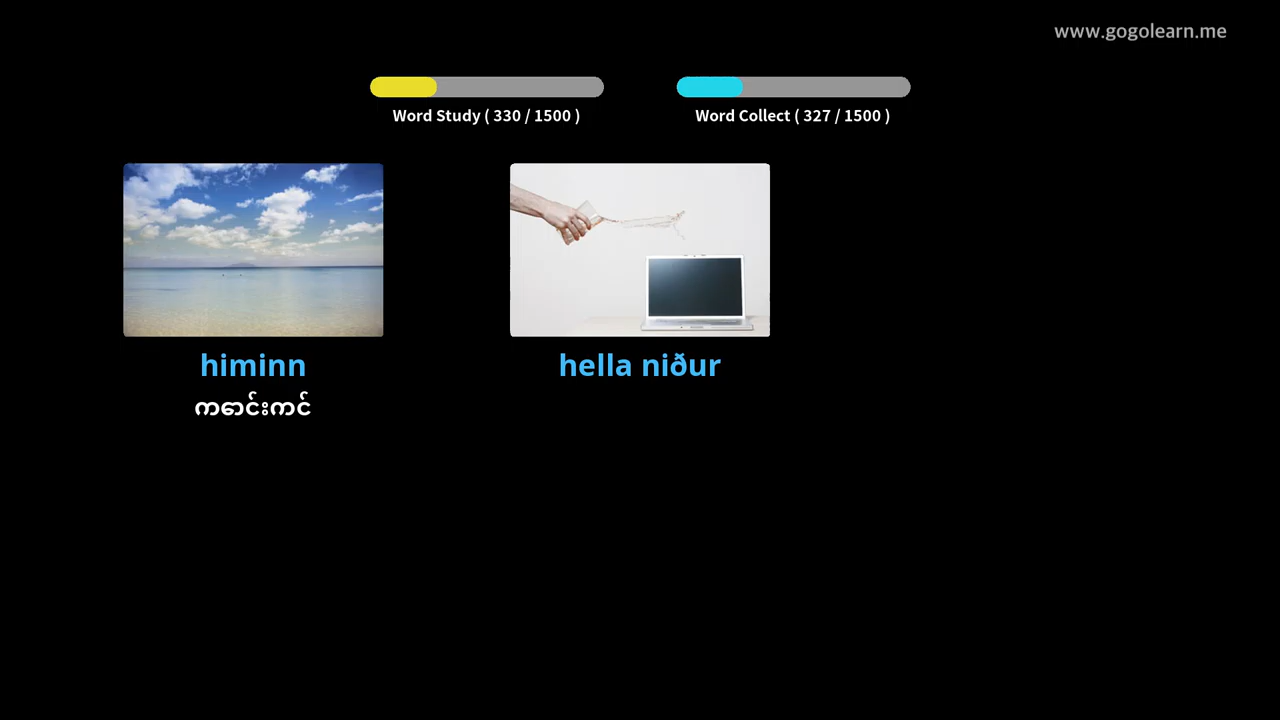 www.gogolearn.me
Word Study ( 330 / 1500 )
Word Collect ( 327 / 1500 )
himinn
ကောင်းကင်
hella niður